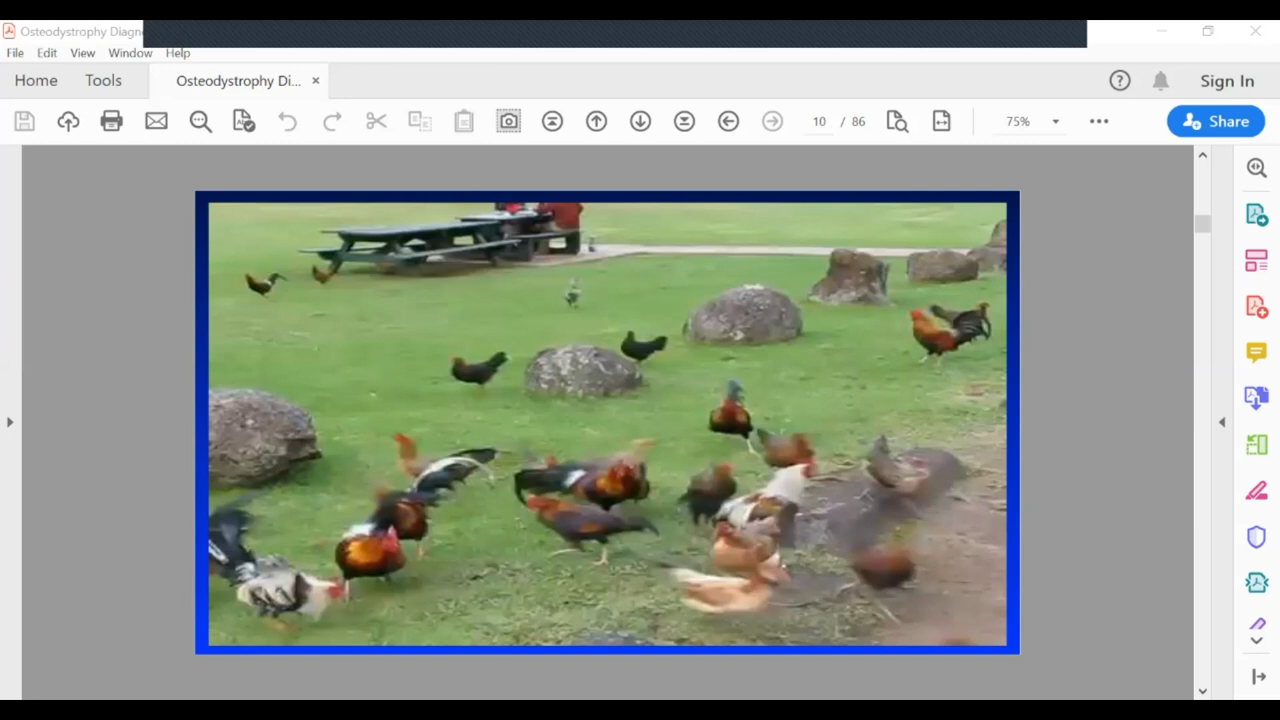 Osteodystrophy Diagn
File Edit View Window Help
Home Tools Osteodystrophy Di... ×
Sign In
10 / 86
75%
Share